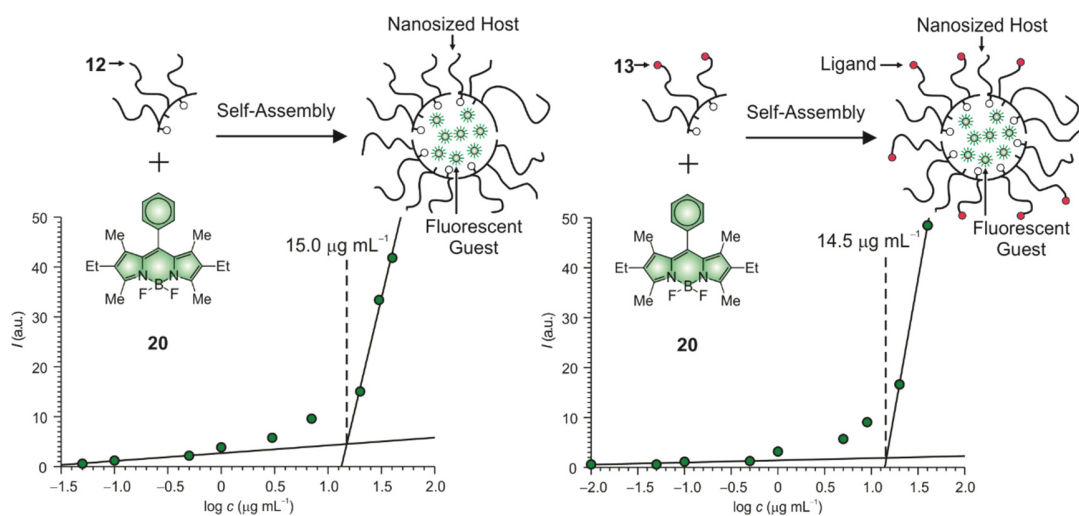 Nanosized Host
12
Self-Assembly
+
Fluorescent
Guest
Me
Me
Et
Et
N
N
Me
B
Me
F
F
20
15.0 μg mL⁻¹
50
40
30
20
10
0
I (a.u.)
−1.5
−1.0
−0.5
0
0.5
1.0
1.5
2.0
log c (μg mL⁻¹)
Nanosized Host
Ligand
13
Self-Assembly
+
Fluorescent
Guest
Me
Me
Et
Et
N
N
Me
B
Me
F
F
20
14.5 μg mL⁻¹
50
40
30
20
10
0
I (a.u.)
−2.0
−1.5
−1.0
−0.5
0
0.5
1.0
1.5
2.0
log c (μg mL⁻¹)